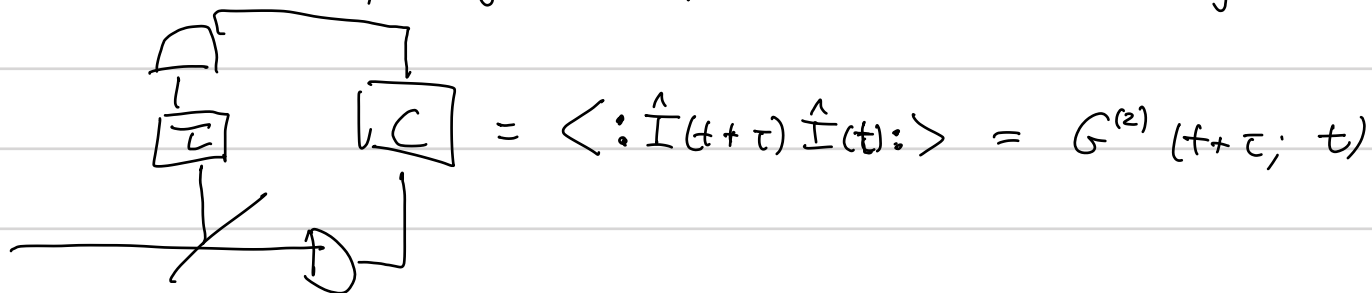 τ
C = <: Î(t+τ) Î(t):> = G⁽²⁾ (t+τ; t)